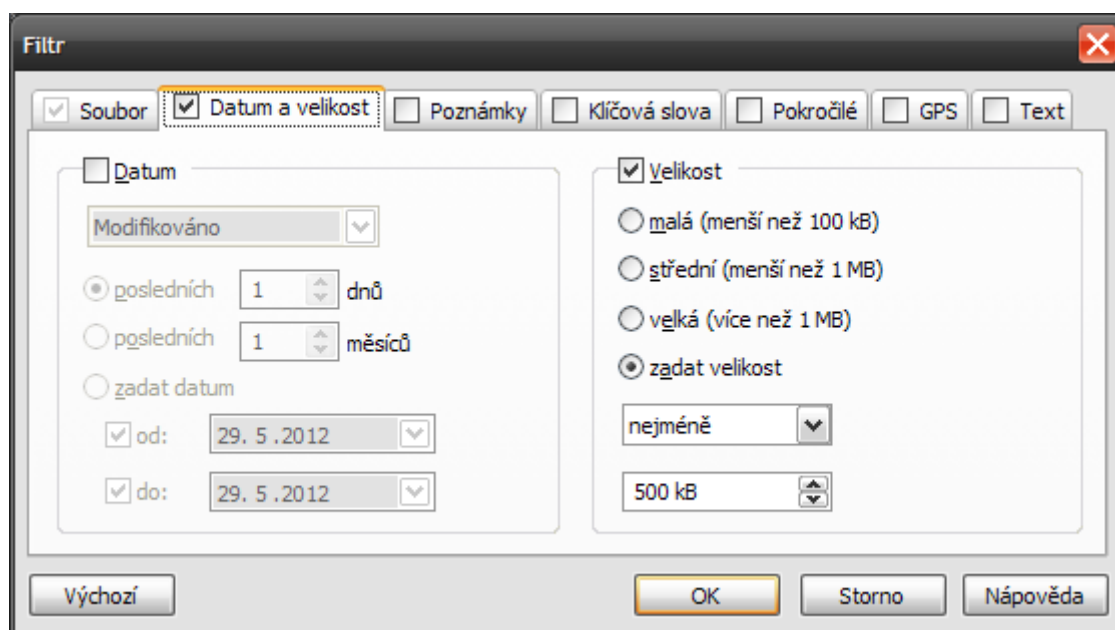 Filtr
Soubor Datum a velikost Poznámky Klíčová slova Pokročilé GPS Text
Datum
Modifikováno
posledních 1 dnů
posledních 1 měsíců
zadat datum
od: 29. 5 .2012
do: 29. 5 .2012
Velikost
malá (menší než 100 kB)
střední (menší než 1 MB)
velká (více než 1 MB)
zadat velikost
nejméně
500 kB
Výchozí OK Storno Nápověda